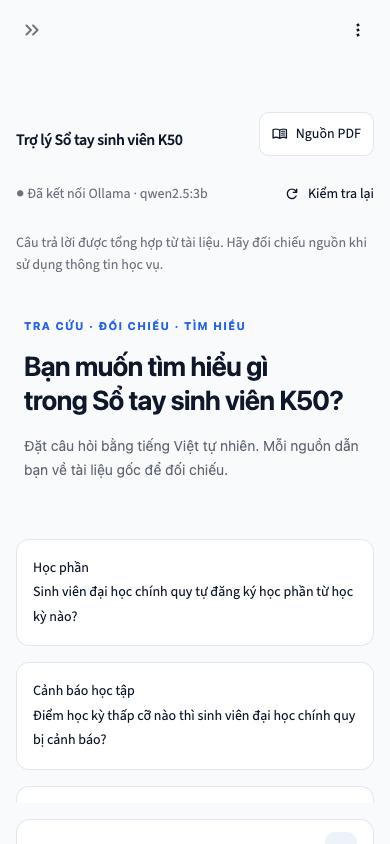 Trợ lý Sổ tay sinh viên K50
Nguồn PDF
Đã kết nối Ollama · qwen2.5:3b
Kiểm tra lại
Câu trả lời được tổng hợp từ tài liệu. Hãy đối chiếu nguồn khi
sử dụng thông tin học vụ.
TRA CỨU · ĐỐI CHIẾU · TÌM HIỂU
Bạn muốn tìm hiểu gì
trong Sổ tay sinh viên K50?
Đặt câu hỏi bằng tiếng Việt tự nhiên. Mỗi nguồn dẫn
bạn về tài liệu gốc để đối chiếu.
Học phần
Sinh viên đại học chính quy tự đăng ký học phần từ học
kỳ nào?
Cảnh báo học tập
Điểm học kỳ thấp cỡ nào thì sinh viên đại học chính quy
bị cảnh báo?